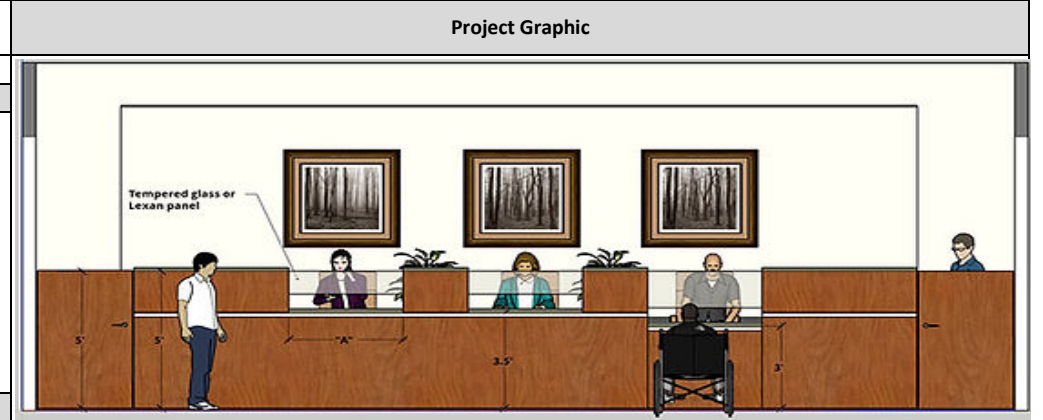 Project Graphic
Tempered glass or
Lexan panel
5'
5'
"A"
3.5'
3'